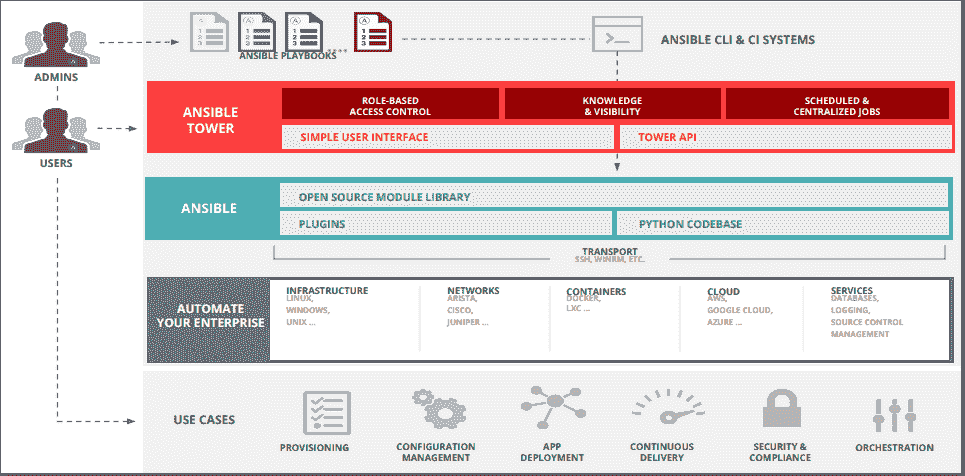 ADMINS
USERS
ANSIBLE PLAYBOOKS
ANSIBLE CLI & CI SYSTEMS
ANSIBLE
TOWER
ROLE-BASED
ACCESS CONTROL
KNOWLEDGE
& VISIBILITY
SCHEDULED &
CENTRALIZED JOBS
SIMPLE USER INTERFACE
TOWER API
ANSIBLE
OPEN SOURCE MODULE LIBRARY
PLUGINS
PYTHON CODEBASE
TRANSPORT
SSH, WINRM, ETC.
AUTOMATE
YOUR ENTERPRISE
INFRASTRUCTURE
LINUX,
WINDOWS,
UNIX ...
NETWORKS
ARISTA,
CISCO,
JUNIPER ...
CONTAINERS
DOCKER,
LXC ...
CLOUD
AWS,
GOOGLE CLOUD,
AZURE ...
SERVICES
DATABASES,
LOGGING,
SOURCE CONTROL
MANAGEMENT
USE CASES
PROVISIONING
CONFIGURATION
MANAGEMENT
APP
DEPLOYMENT
CONTINUOUS
DELIVERY
SECURITY &
COMPLIANCE
ORCHESTRATION